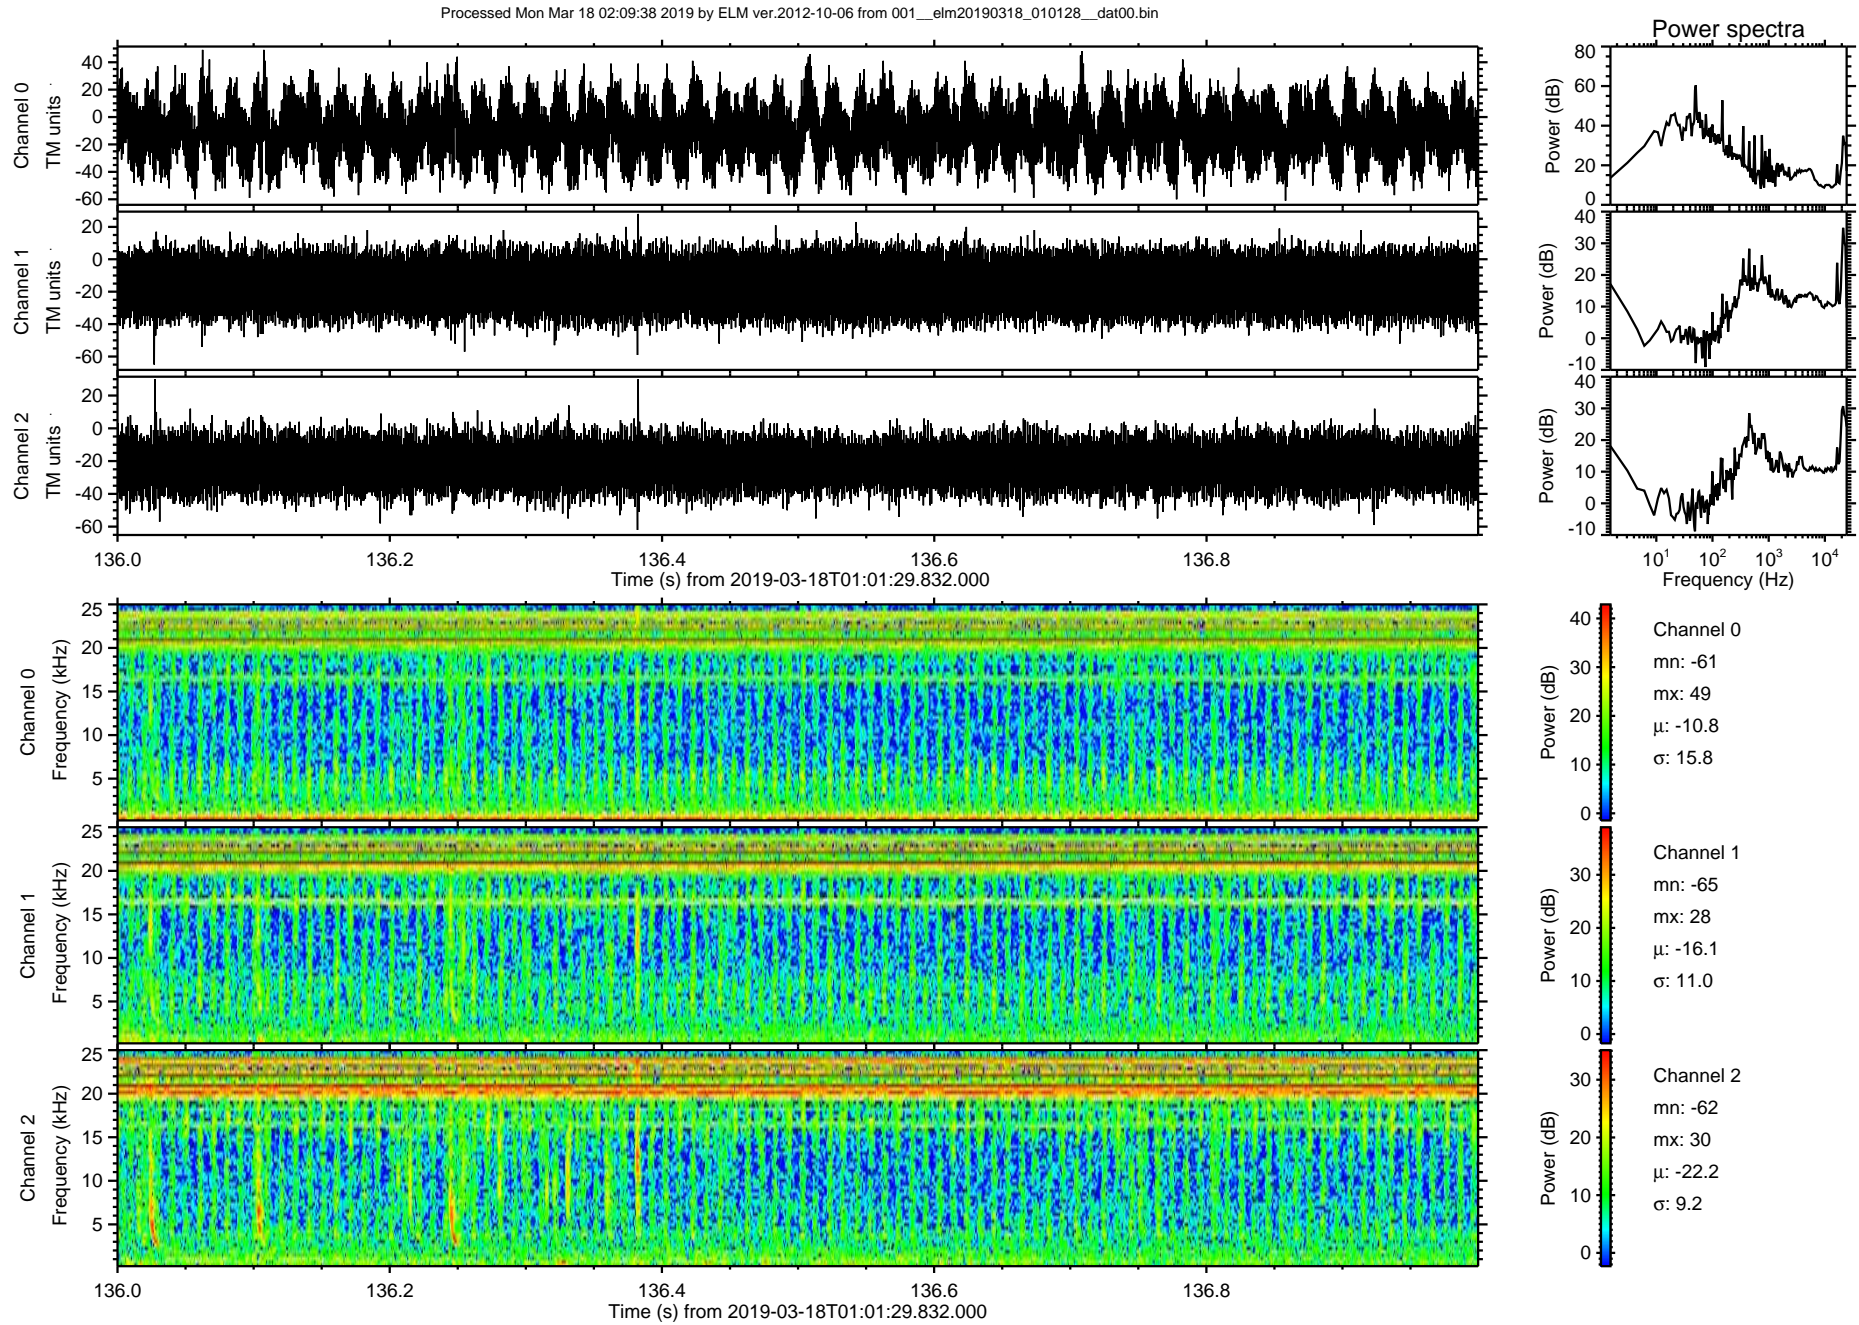 Processed Mon Mar 18 02:09:38 2019 by ELM ver.2012-10-06 from 001__elm20190318_010128__dat00.bin
Power spectra
Channel 0
TM units
40
20
0
-20
-40
-60
Power (dB)
80
60
40
20
0
Channel 1
TM units
20
0
-20
-40
-60
Power (dB)
40
30
20
10
0
-10
Channel 2
TM units
20
0
-20
-40
-60
Power (dB)
40
30
20
10
0
-10
136.0 136.2 136.4 136.6 136.8
Time (s) from 2019-03-18T01:01:29.832.000
10¹ 10² 10³ 10⁴
Frequency (Hz)
Channel 0
Frequency (kHz)
25
20
15
10
5
Power (dB)
40
30
20
10
0
Channel 0
mn: -61
mx: 49
μ: -10.8
σ: 15.8
Channel 1
Frequency (kHz)
25
20
15
10
5
Power (dB)
30
20
10
0
Channel 1
mn: -65
mx: 28
μ: -16.1
σ: 11.0
Channel 2
Frequency (kHz)
25
20
15
10
5
Power (dB)
30
20
10
0
Channel 2
mn: -62
mx: 30
μ: -22.2
σ: 9.2
136.0 136.2 136.4 136.6 136.8
Time (s) from 2019-03-18T01:01:29.832.000